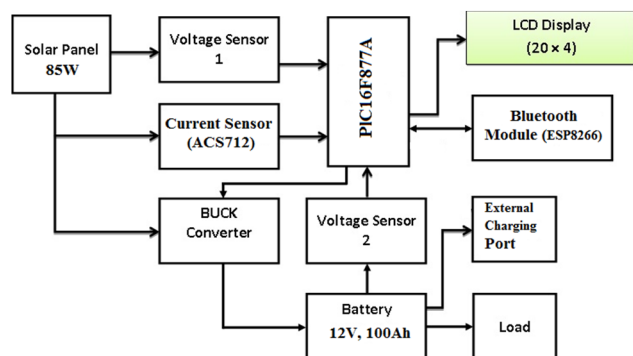 Solar Panel
85W
Voltage Sensor
1
Current Sensor
(ACS712)
PIC16F877A
LCD Display
(20 × 4)
Bluetooth
Module (ESP8266)
BUCK
Converter
Voltage Sensor
2
External
Charging
Port
Battery
12V, 100Ah
Load